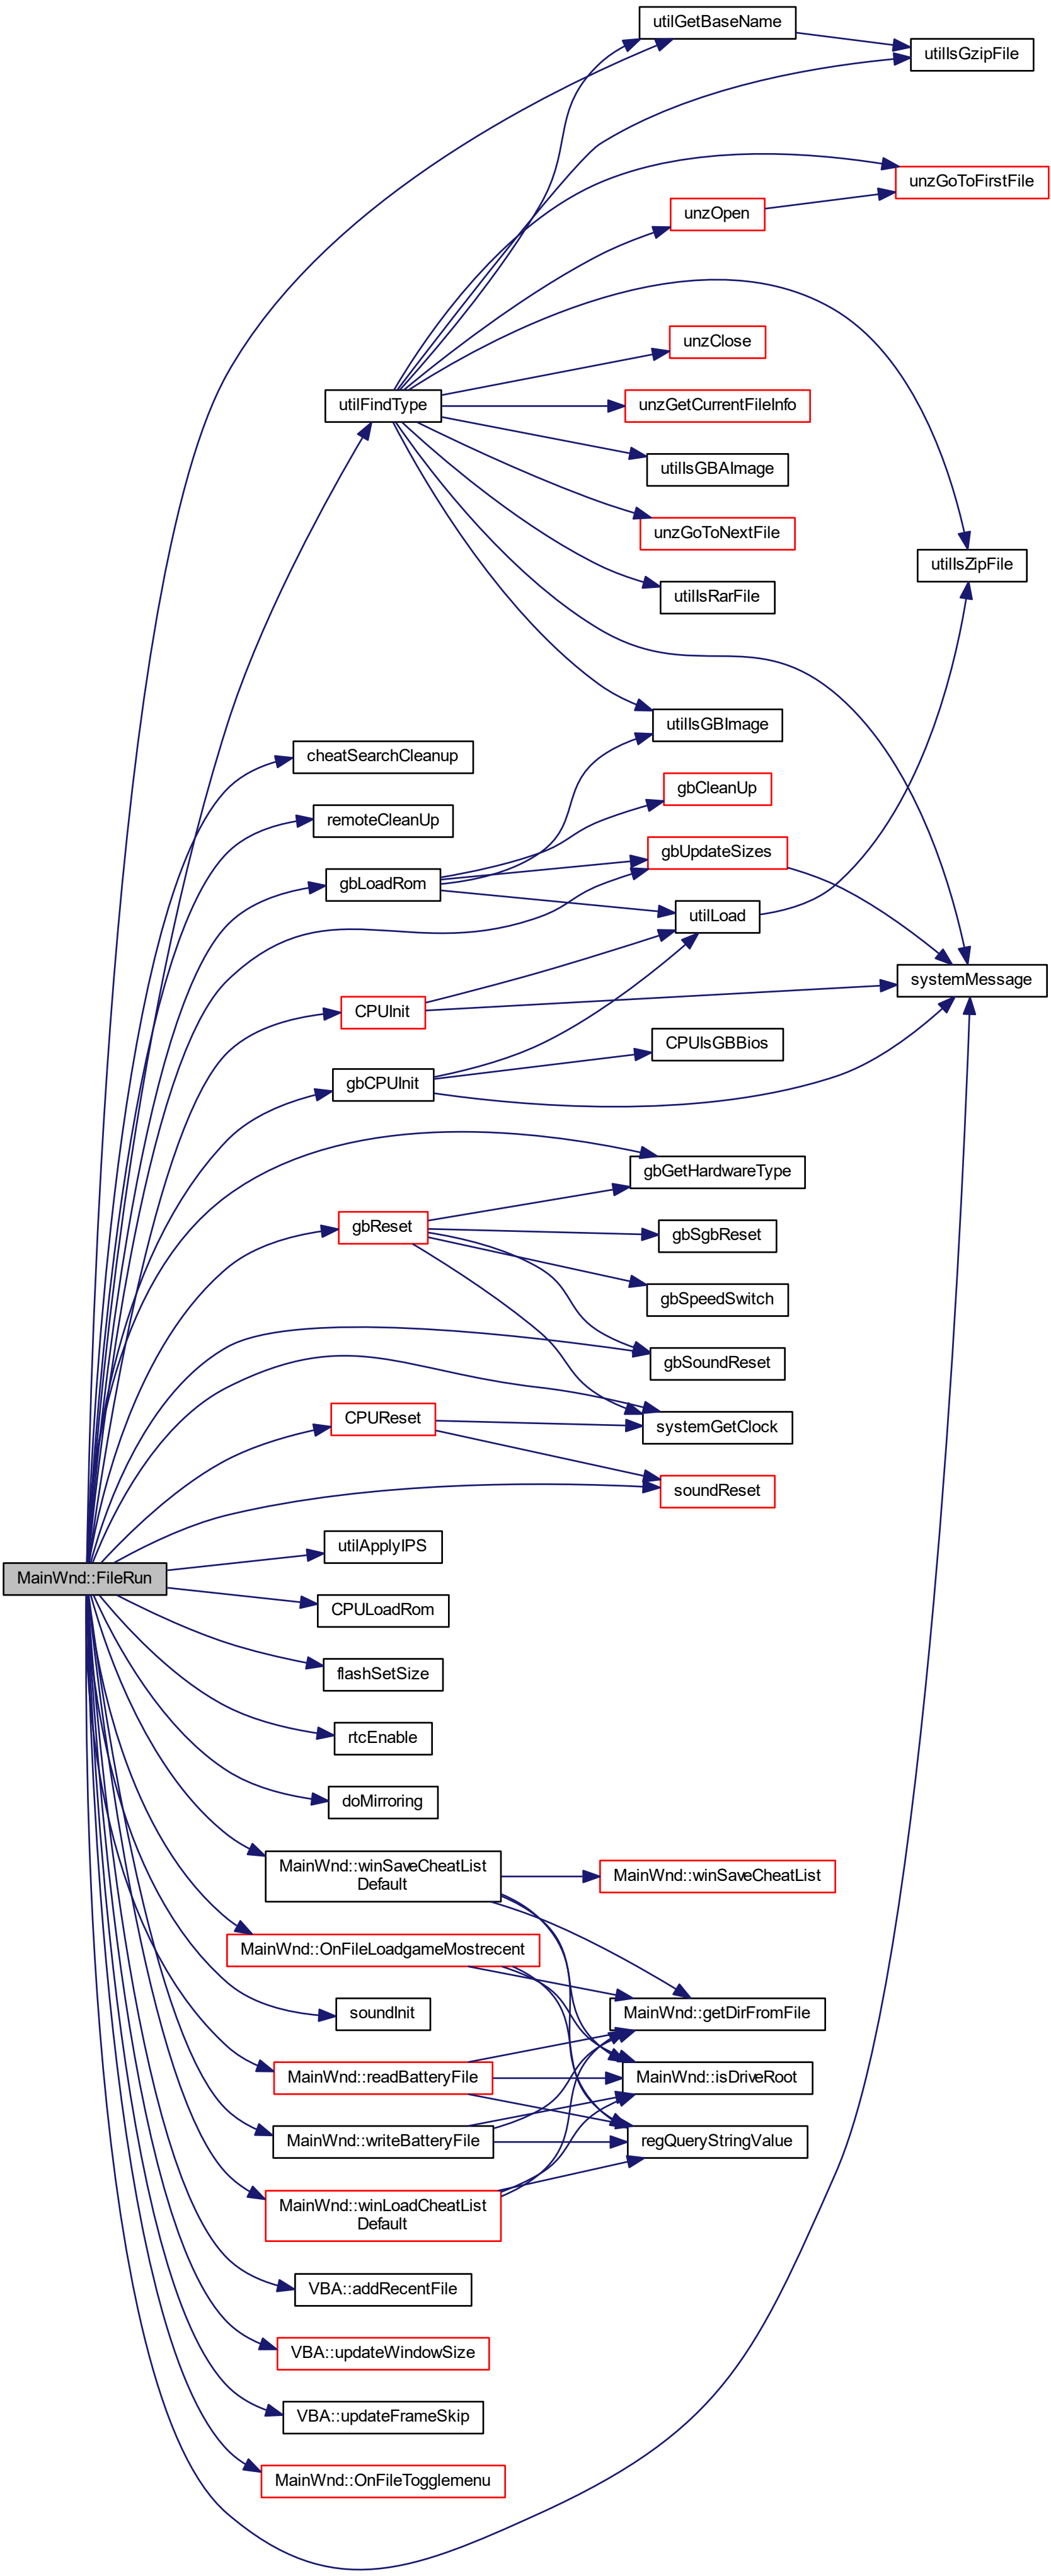 utilGetBaseName
utilIsGzipFile
unzGoToFirstFile
unzOpen
unzClose
utilFindType
unzGetCurrentFileInfo
utilIsGBAImage
unzGoToNextFile
utilIsZipFile
utilIsRarFile
utilIsGBImage
cheatSearchCleanup
gbCleanUp
remoteCleanUp
gbUpdateSizes
gbLoadRom
utilLoad
systemMessage
CPUInit
CPUIsGBBios
gbCPUInit
gbGetHardwareType
gbReset
gbSgbReset
gbSpeedSwitch
gbSoundReset
CPUReset
systemGetClock
soundReset
utilApplyIPS
MainWnd::FileRun
CPULoadRom
flashSetSize
rtcEnable
doMirroring
MainWnd::winSaveCheatList
Default
MainWnd::winSaveCheatList
MainWnd::OnFileLoadgameMostrecent
soundInit
MainWnd::getDirFromFile
MainWnd::readBatteryFile
MainWnd::isDriveRoot
MainWnd::writeBatteryFile
regQueryStringValue
MainWnd::winLoadCheatList
Default
VBA::addRecentFile
VBA::updateWindowSize
VBA::updateFrameSkip
MainWnd::OnFileTogglemenu